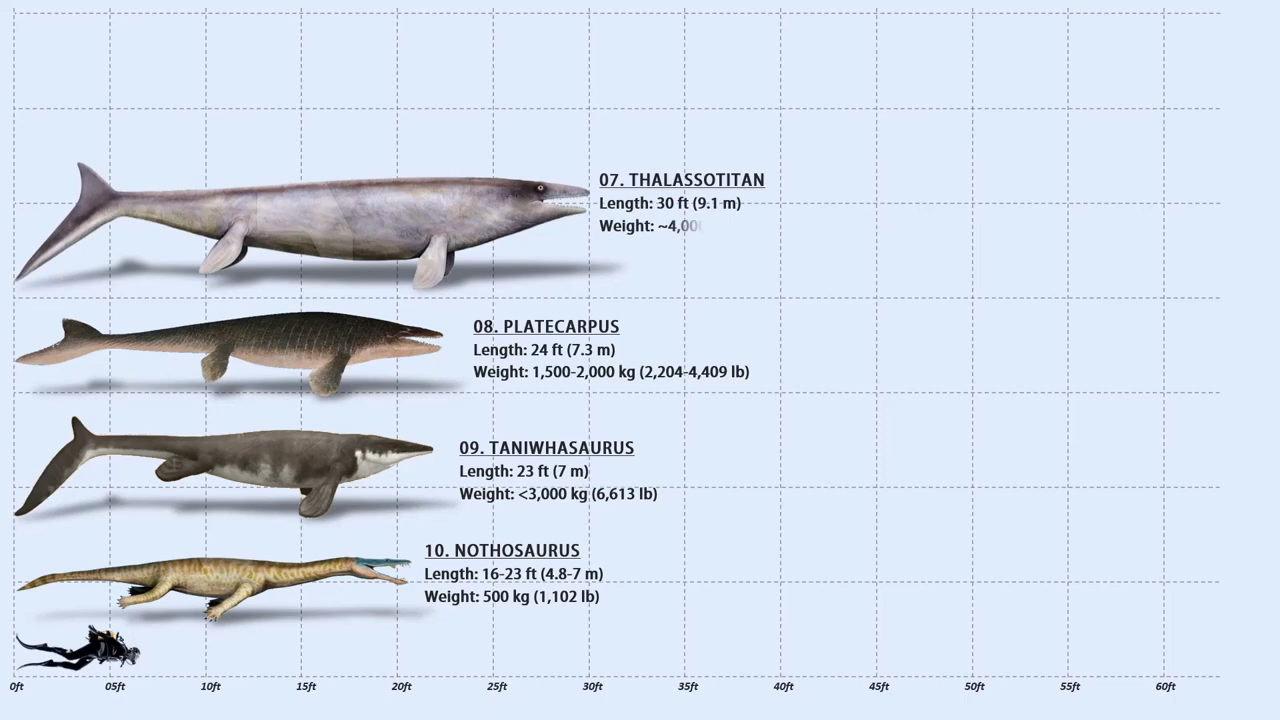 07. THALASSOTITAN
Length: 30 ft (9.1 m)
Weight: ~4,00
08. PLATECARPUS
Length: 24 ft (7.3 m)
Weight: 1,500-2,000 kg (2,204-4,409 lb)
09. TANIWHASAURUS
Length: 23 ft (7 m)
Weight: <3,000 kg (6,613 lb)
10. NOTHOSAURUS
Length: 16-23 ft (4.8-7 m)
Weight: 500 kg (1,102 lb)
0ft 05ft 10ft 15ft 20ft 25ft 30ft 35ft 40ft 45ft 50ft 55ft 60ft